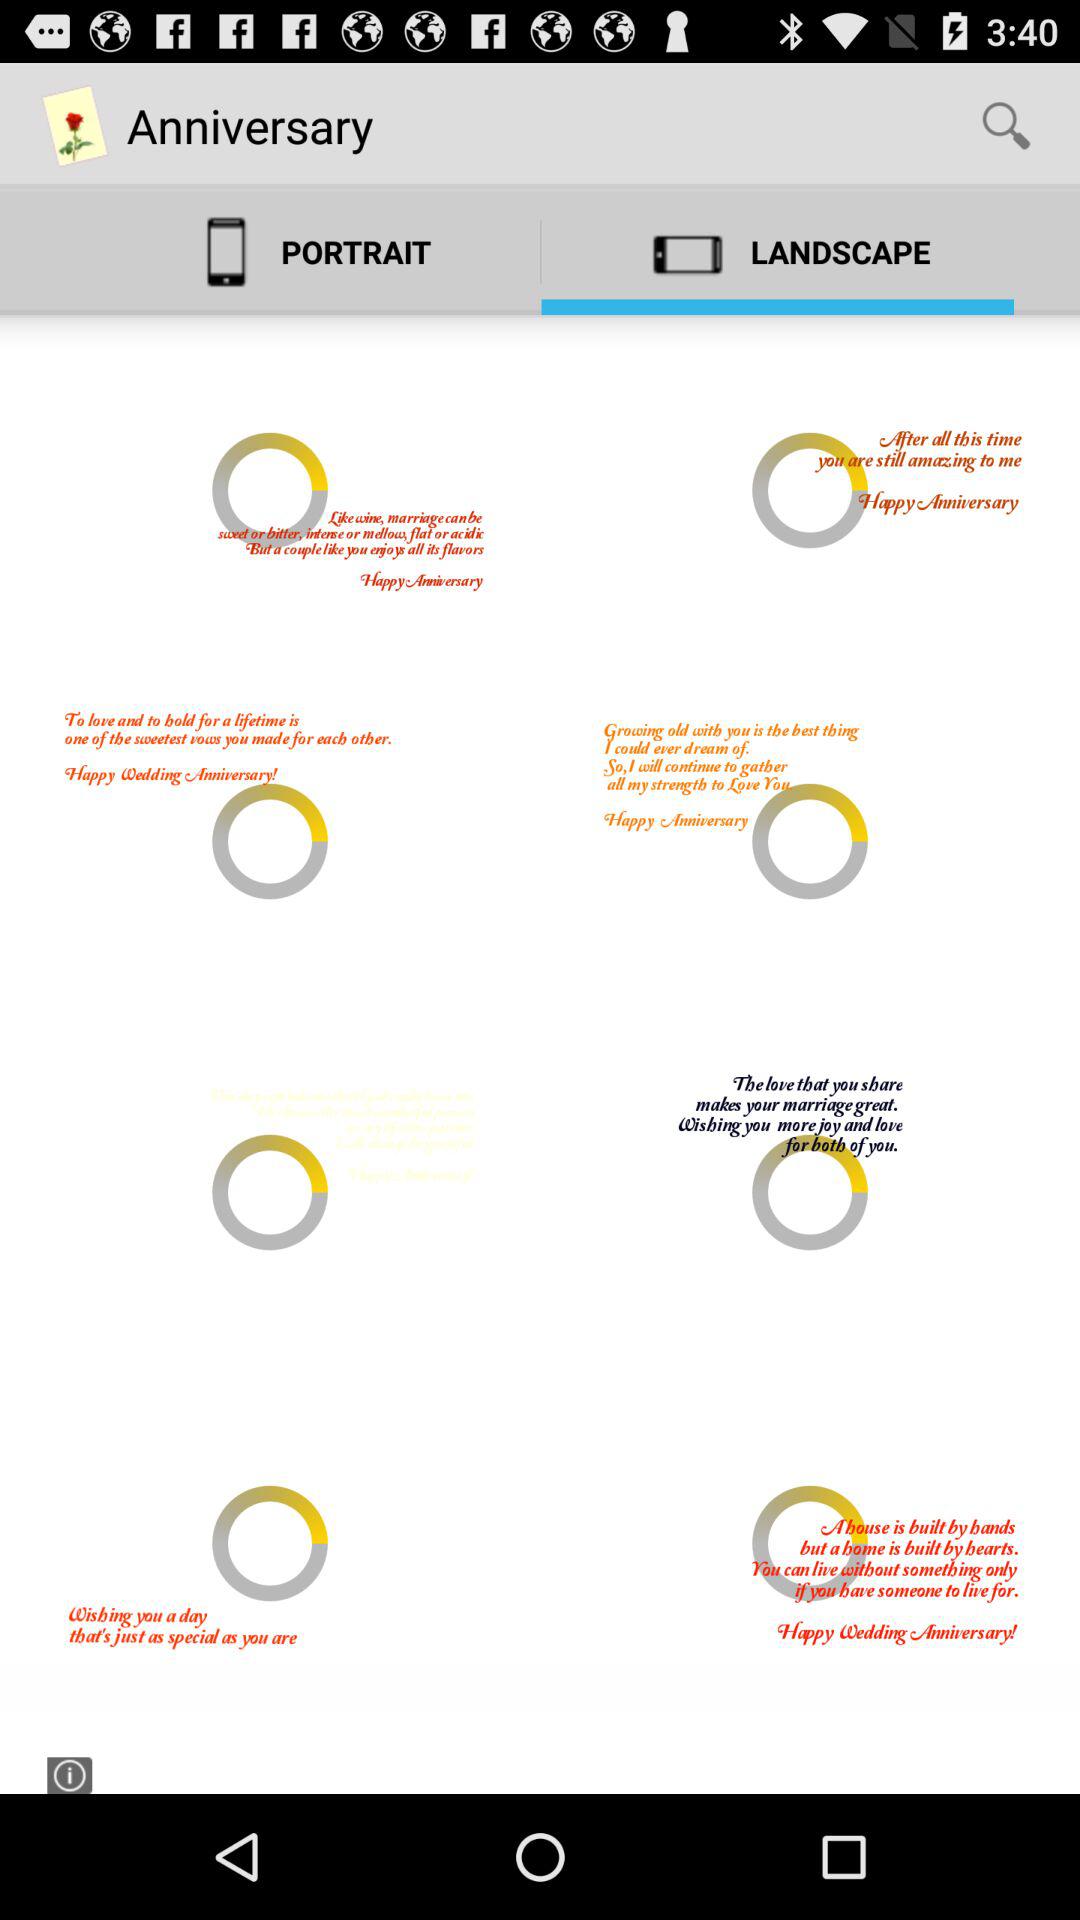 3:40
Anniversary
PORTRAIT
LANDSCAPE
Like wine, marriage can be
sweet or bitter, intense or mellow, flat or acidic
But a couple like you enjoys all its flavors
Happy Anniversary
After all this time
you are still amazing to me
Happy Anniversary
To love and to hold for a lifetime is
one of the sweetest vows you made for each other.
Happy Wedding Anniversary!
Growing old with you is the best thing
I could ever dream of.
So, I will continue to gather
all my strength to Love You.
Happy Anniversary
Happy Anniversary!
The love that you share
makes your marriage great.
Wishing you more joy and love
for both of you.
Wishing you a day
that's just as special as you are
A house is built by hands
but a home is built by hearts.
You can live without something only
if you have someone to live for.
Happy Wedding Anniversary!